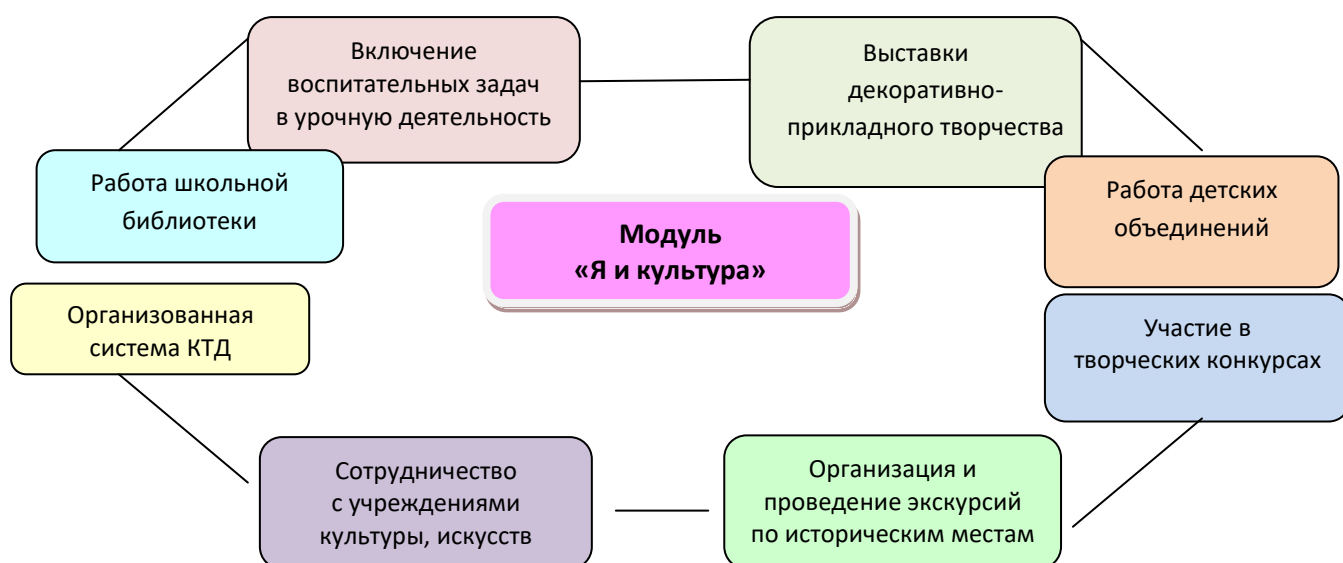 Включение
воспитательных задач
в урочную деятельность
Выставки
декоративно-
прикладного творчества
Работа школьной
библиотеки
Модуль
«Я и культура»
Работа детских
объединений
Организованная
система КТД
Участие в
творческих конкурсах
Сотрудничество
с учреждениями
культуры, искусств
Организация и
проведение экскурсий
по историческим местам